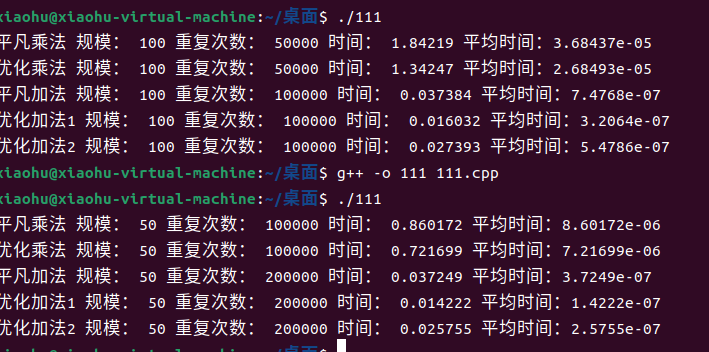 xiaohu@xiaohu-virtual-machine:~/桌面$ ./111
平凡乘法 规模： 100 重复次数： 50000 时间： 1.84219 平均时间：3.68437e-05
优化乘法 规模： 100 重复次数： 50000 时间： 1.34247 平均时间：2.68493e-05
平凡加法 规模： 100 重复次数： 100000 时间： 0.037384 平均时间：7.4768e-07
优化加法1 规模： 100 重复次数： 100000 时间： 0.016032 平均时间：3.2064e-07
优化加法2 规模： 100 重复次数： 100000 时间： 0.027393 平均时间：5.4786e-07
xiaohu@xiaohu-virtual-machine:~/桌面$ g++ -o 111 111.cpp
xiaohu@xiaohu-virtual-machine:~/桌面$ ./111
平凡乘法 规模： 50 重复次数： 100000 时间： 0.860172 平均时间：8.60172e-06
优化乘法 规模： 50 重复次数： 100000 时间： 0.721699 平均时间：7.21699e-06
平凡加法 规模： 50 重复次数： 200000 时间： 0.037249 平均时间：3.7249e-07
优化加法1 规模： 50 重复次数： 200000 时间： 0.014222 平均时间：1.4222e-07
优化加法2 规模： 50 重复次数： 200000 时间： 0.025755 平均时间：2.5755e-07
xiaohu@xiaohu-virtual-machine:~/桌面$